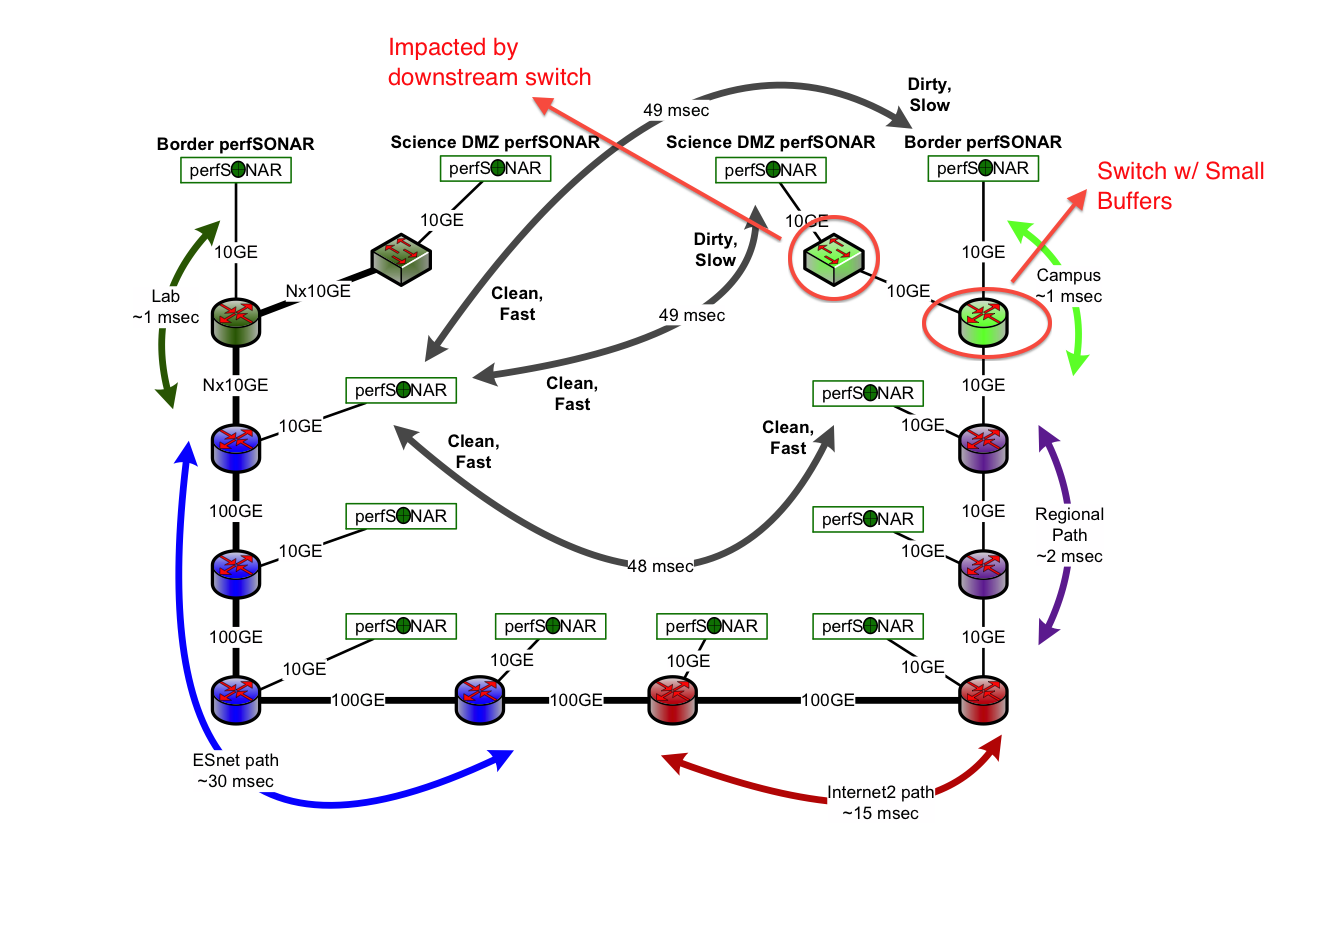 Impacted by
downstream switch
Dirty,
Slow
49 msec
Border perfSONAR
Science DMZ perfSONAR
Science DMZ perfSONAR
Border perfSONAR
perfSONAR
perfSONAR
perfSONAR
perfSONAR
Switch w/ Small
Buffers
10GE
10GE
Dirty,
Slow
10GE
10GE
10GE
Campus
~1 msec
Lab
~1 msec
Nx10GE
Clean,
Fast
49 msec
10GE
Nx10GE
perfSONAR
Clean,
Fast
perfSONAR
10GE
10GE
Clean,
Fast
Clean,
Fast
10GE
100GE
perfSONAR
perfSONAR
10GE
Regional
Path
~2 msec
10GE
10GE
48 msec
100GE
perfSONAR
perfSONAR
perfSONAR
perfSONAR
10GE
10GE
10GE
10GE
10GE
100GE
100GE
100GE
ESnet path
~30 msec
Internet2 path
~15 msec